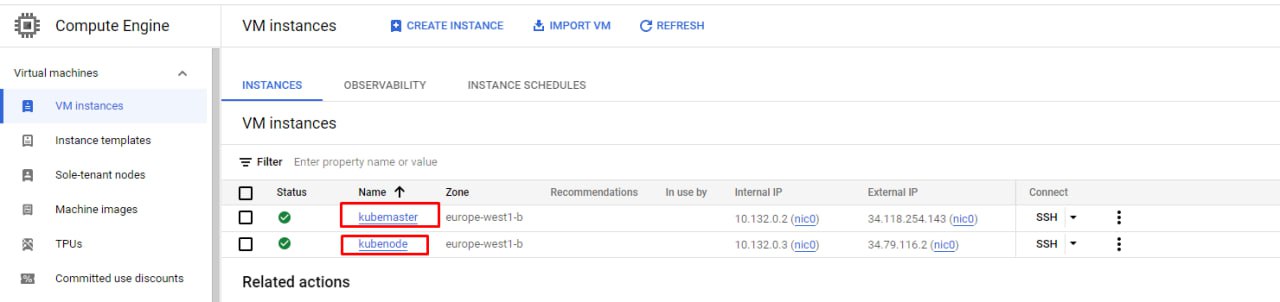 Compute Engine
VM instances
CREATE INSTANCE
IMPORT VM
REFRESH
Virtual machines
VM instances
Instance templates
Sole-tenant nodes
Machine images
TPUs
Committed use discounts
INSTANCES OBSERVABILITY INSTANCE SCHEDULES
VM instances
Filter Enter property name or value
Status Name Zone Recommendations In use by Internal IP External IP Connect
kubemaster europe-west1-b 10.132.0.2 (nic0) 34.118.254.143 (nic0) SSH
kubenode europe-west1-b 10.132.0.3 (nic0) 34.79.116.2 (nic0) SSH
Related actions